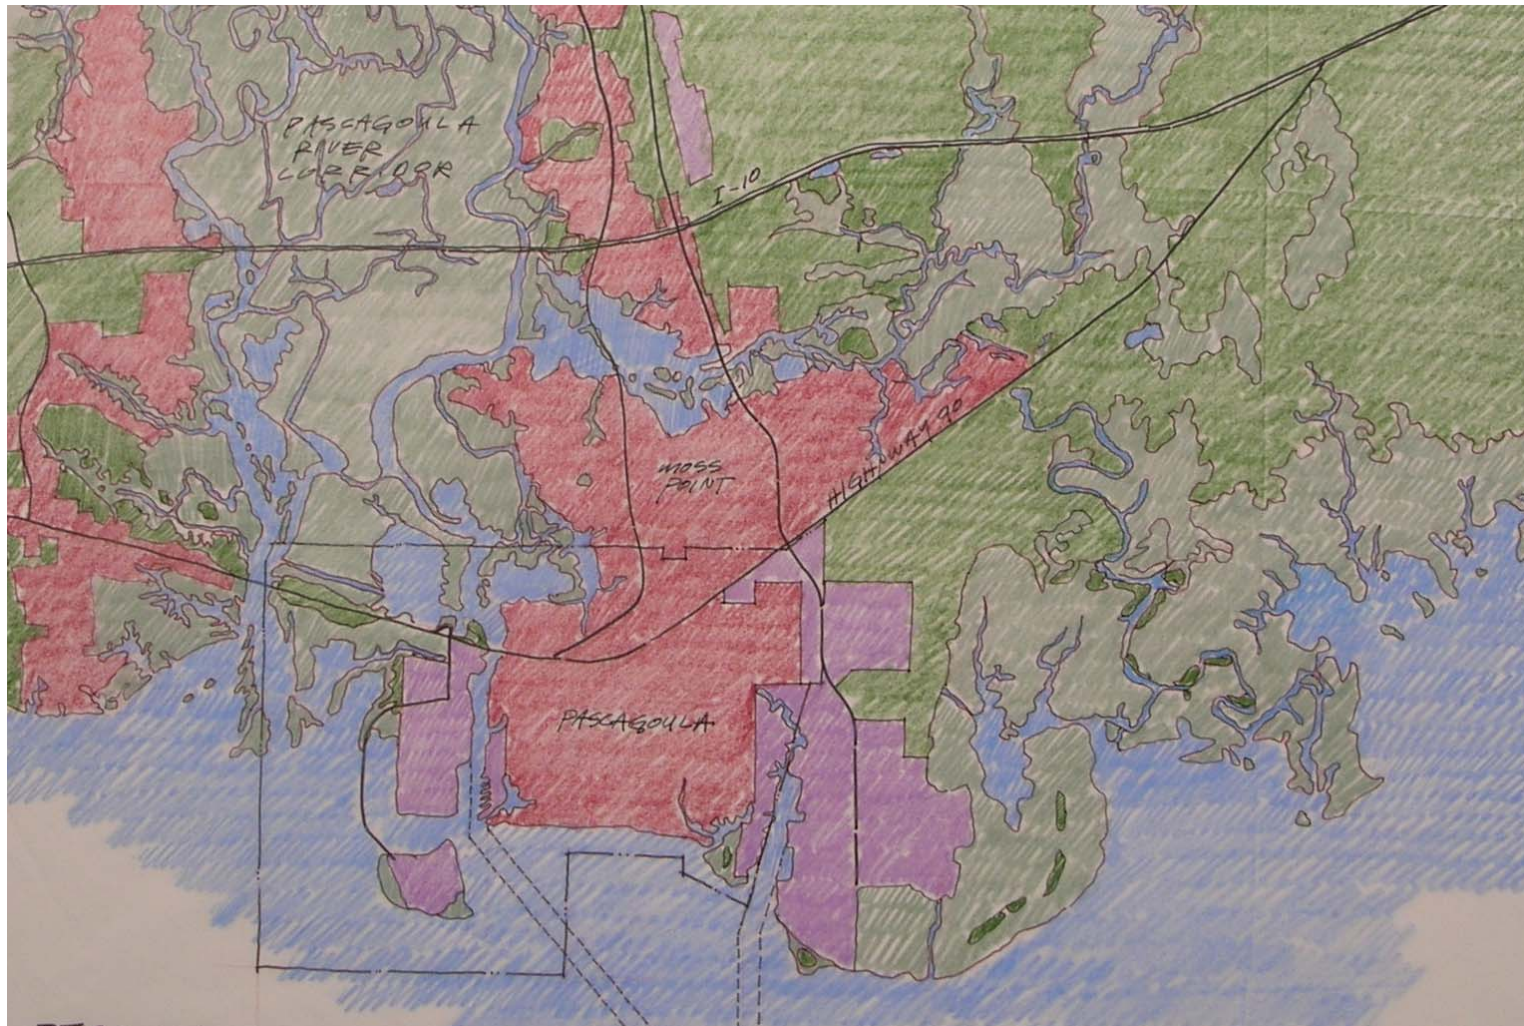 PASCAGOULA
RIVER
CORRIDOR
I-10
MOSS
POINT
HIGHWAY 90
PASCAGOULA